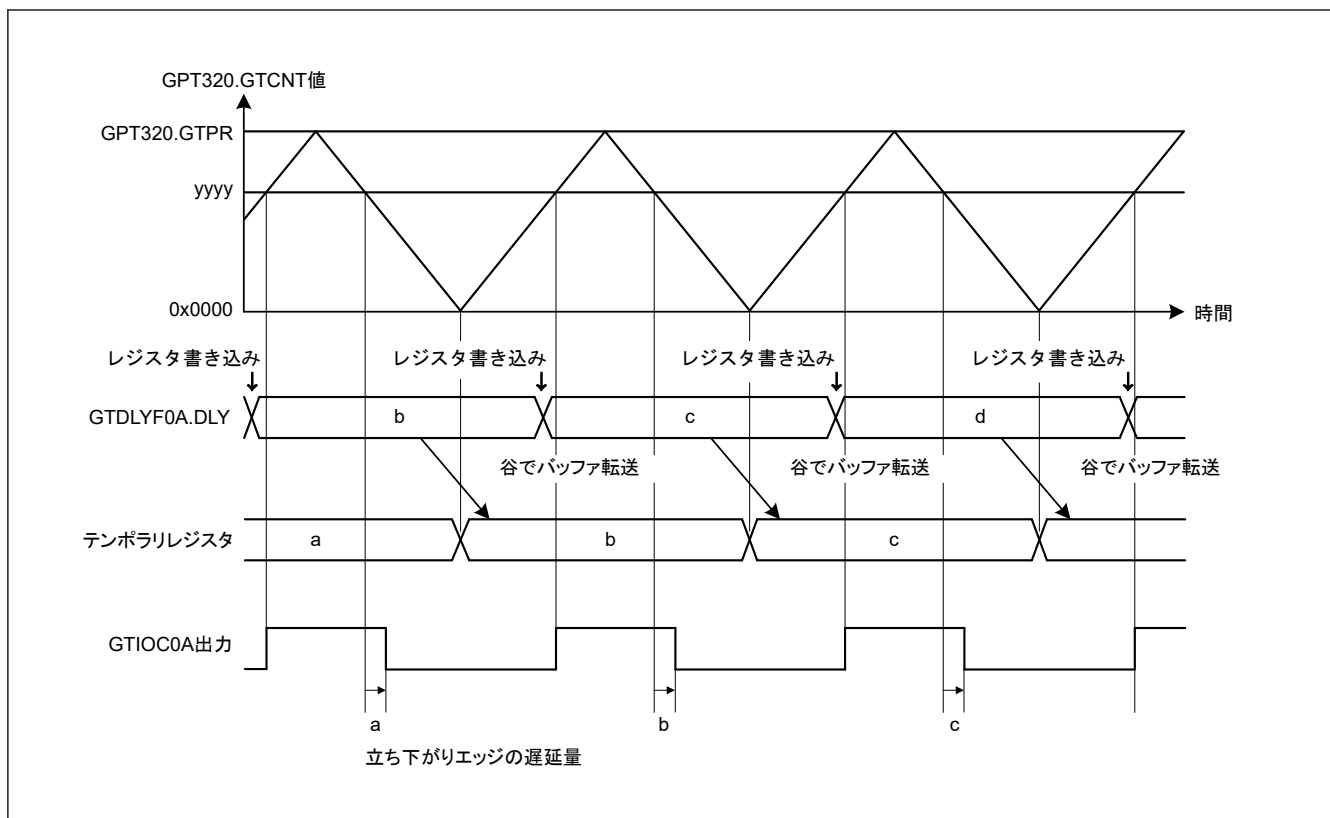 GPT320.GTCNT値
GPT320.GTPR
yyyy
0x0000
時間
レジスタ書き込み
レジスタ書き込み
レジスタ書き込み
レジスタ書き込み
GTDLYF0A.DLY
b
c
d
谷でバッファ転送
谷でバッファ転送
谷でバッファ転送
テンポラリレジスタ
a
b
c
GTIOC0A出力
a
b
c
立ち下がりエッジの遅延量